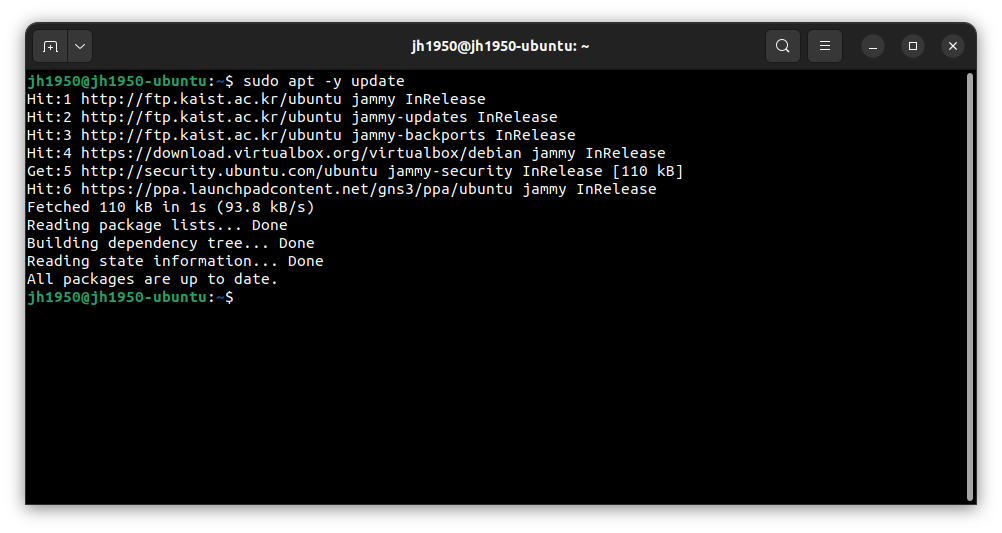 jh1950@jh1950-ubuntu: ~
jh1950@jh1950-ubuntu:~$ sudo apt -y update
Hit:1 http://ftp.kaist.ac.kr/ubuntu jammy InRelease
Hit:2 http://ftp.kaist.ac.kr/ubuntu jammy-updates InRelease
Hit:3 http://ftp.kaist.ac.kr/ubuntu jammy-backports InRelease
Hit:4 https://download.virtualbox.org/virtualbox/debian jammy InRelease
Get:5 http://security.ubuntu.com/ubuntu jammy-security InRelease [110 kB]
Hit:6 https://ppa.launchpadcontent.net/gns3/ppa/ubuntu jammy InRelease
Fetched 110 kB in 1s (93.8 kB/s)
Reading package lists... Done
Building dependency tree... Done
Reading state information... Done
All packages are up to date.
jh1950@jh1950-ubuntu:~$